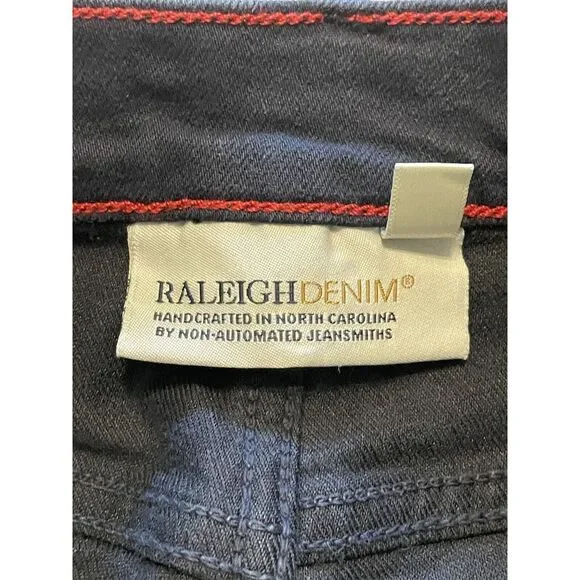 RALEIGHDENIM®
HANDCRAFTED IN NORTH CAROLINA
BY NON-AUTOMATED JEANSMITHS